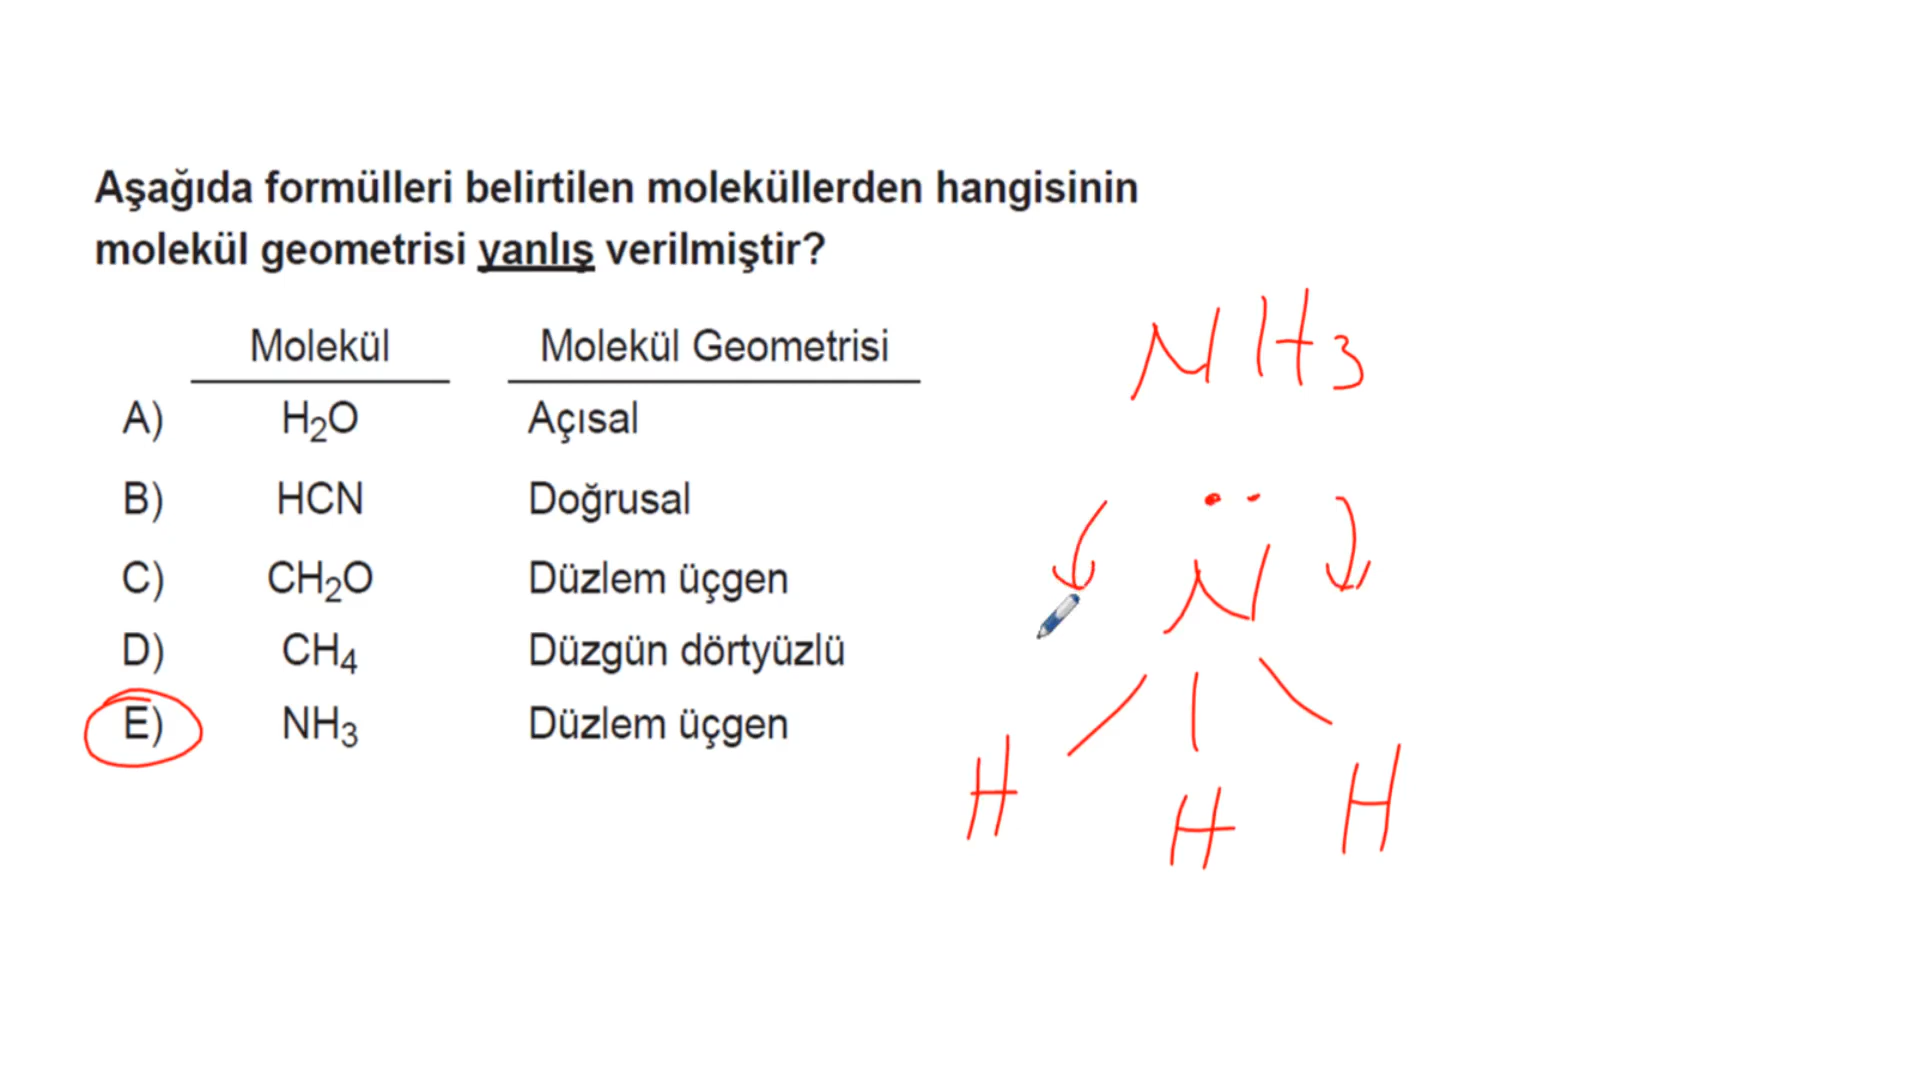 Aşağıda formülleri belirtilen moleküllerden hangisinin
molekül geometrisi yanlış verilmiştir?
Molekül Molekül Geometrisi
A) H₂O Açısal
B) HCN Doğrusal
C) CH₂O Düzlem üçgen
D) CH₄ Düzgün dörtyüzlü
E) NH₃ Düzlem üçgen
NH3
N
H H H